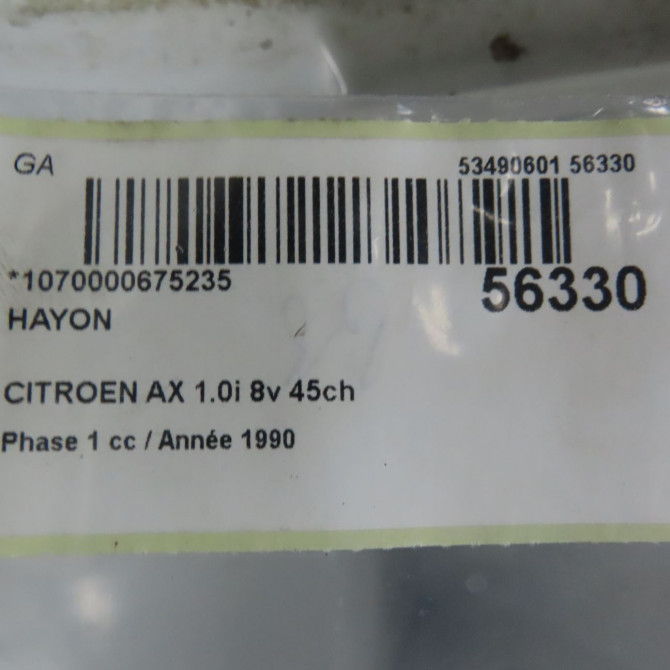 GA
53490601 56330
*1070000675235
56330
HAYON
CITROEN AX 1.0i 8v 45ch
Phase 1 cc / Année 1990